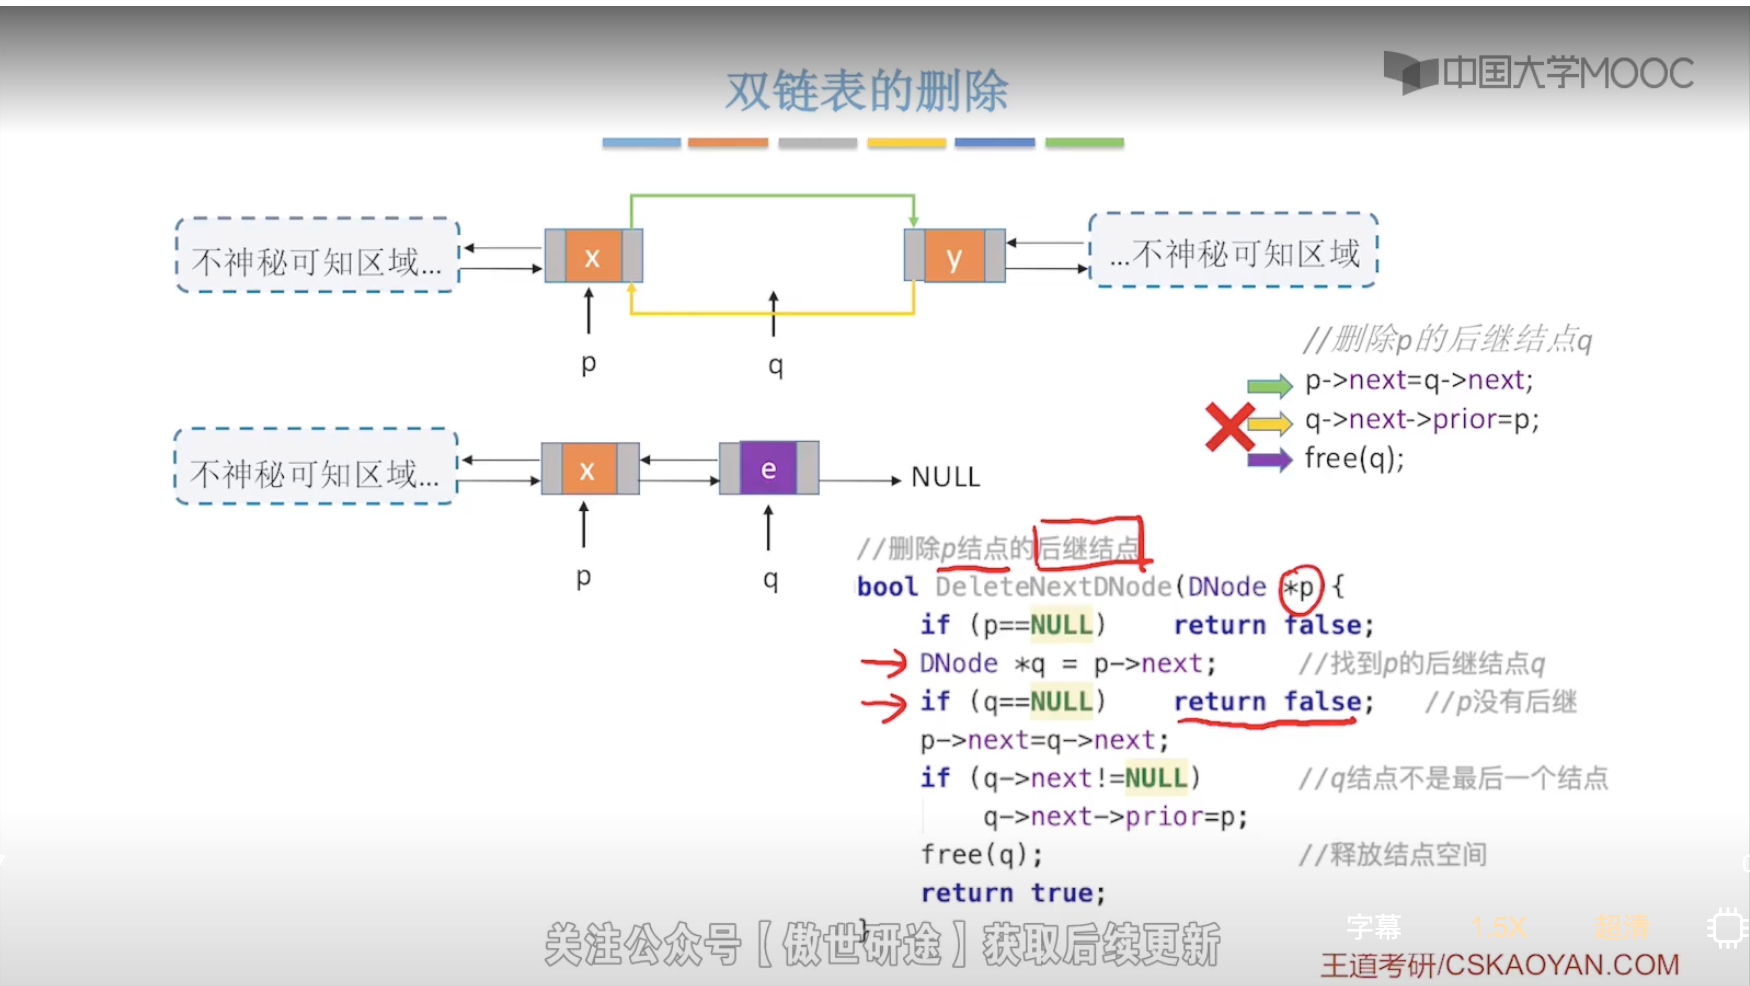 中国大学MOOC
双链表的删除
不神秘可知区域...
x
y
...不神秘可知区域
p
q
//删除p的后继结点q
p->next=q->next;
q->next->prior=p;
free(q);
不神秘可知区域...
x
e
NULL
p
q
//删除p结点的后继结点
bool DeleteNextDNode(DNode *p) {
if (p==NULL) return false;
DNode *q = p->next; //找到p的后继结点q
if (q==NULL) return false; //p没有后继
p->next=q->next;
if (q->next!=NULL) //q结点不是最后一个结点
q->next->prior=p;
free(q); //释放结点空间
return true;
}
关注公众号【傲世研途】获取后续更新
字幕 1.5X 超清
王道考研/CSKAOYAN.COM